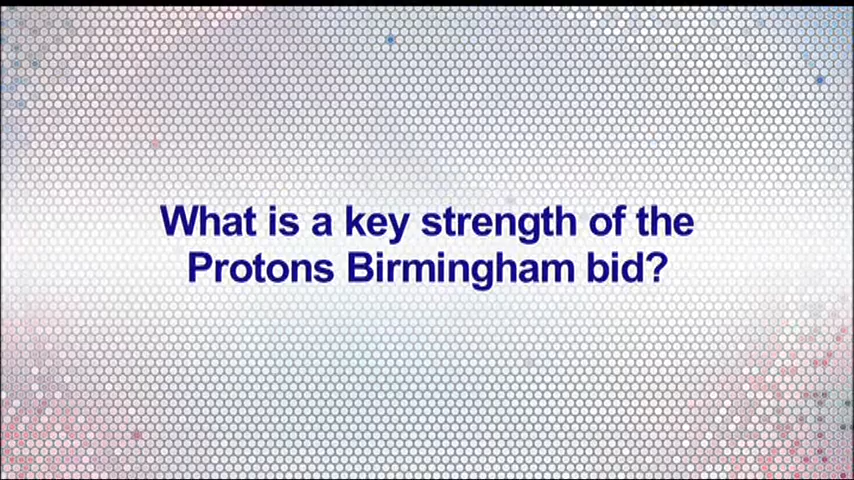 What is a key strength of the
Protons Birmingham bid?